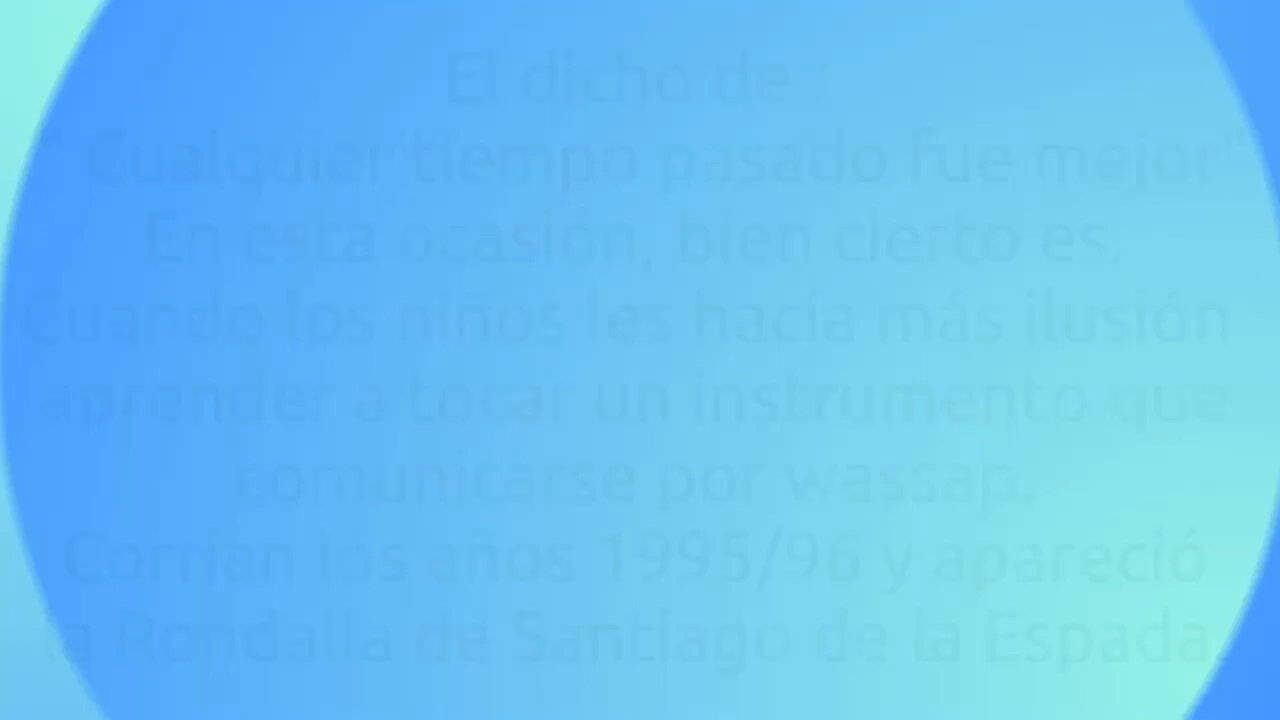 El dicho de :
" Cualquier tiempo pasado fue mejor"
En esta ocasión, bien cierto es.
Cuando los niños les hacia más ilusión
aprender a tocar un instrumento que
comunicarse por wassap.
Corrían los años 1995/96 y apareció
la Rondalla de Santiago de la Espada